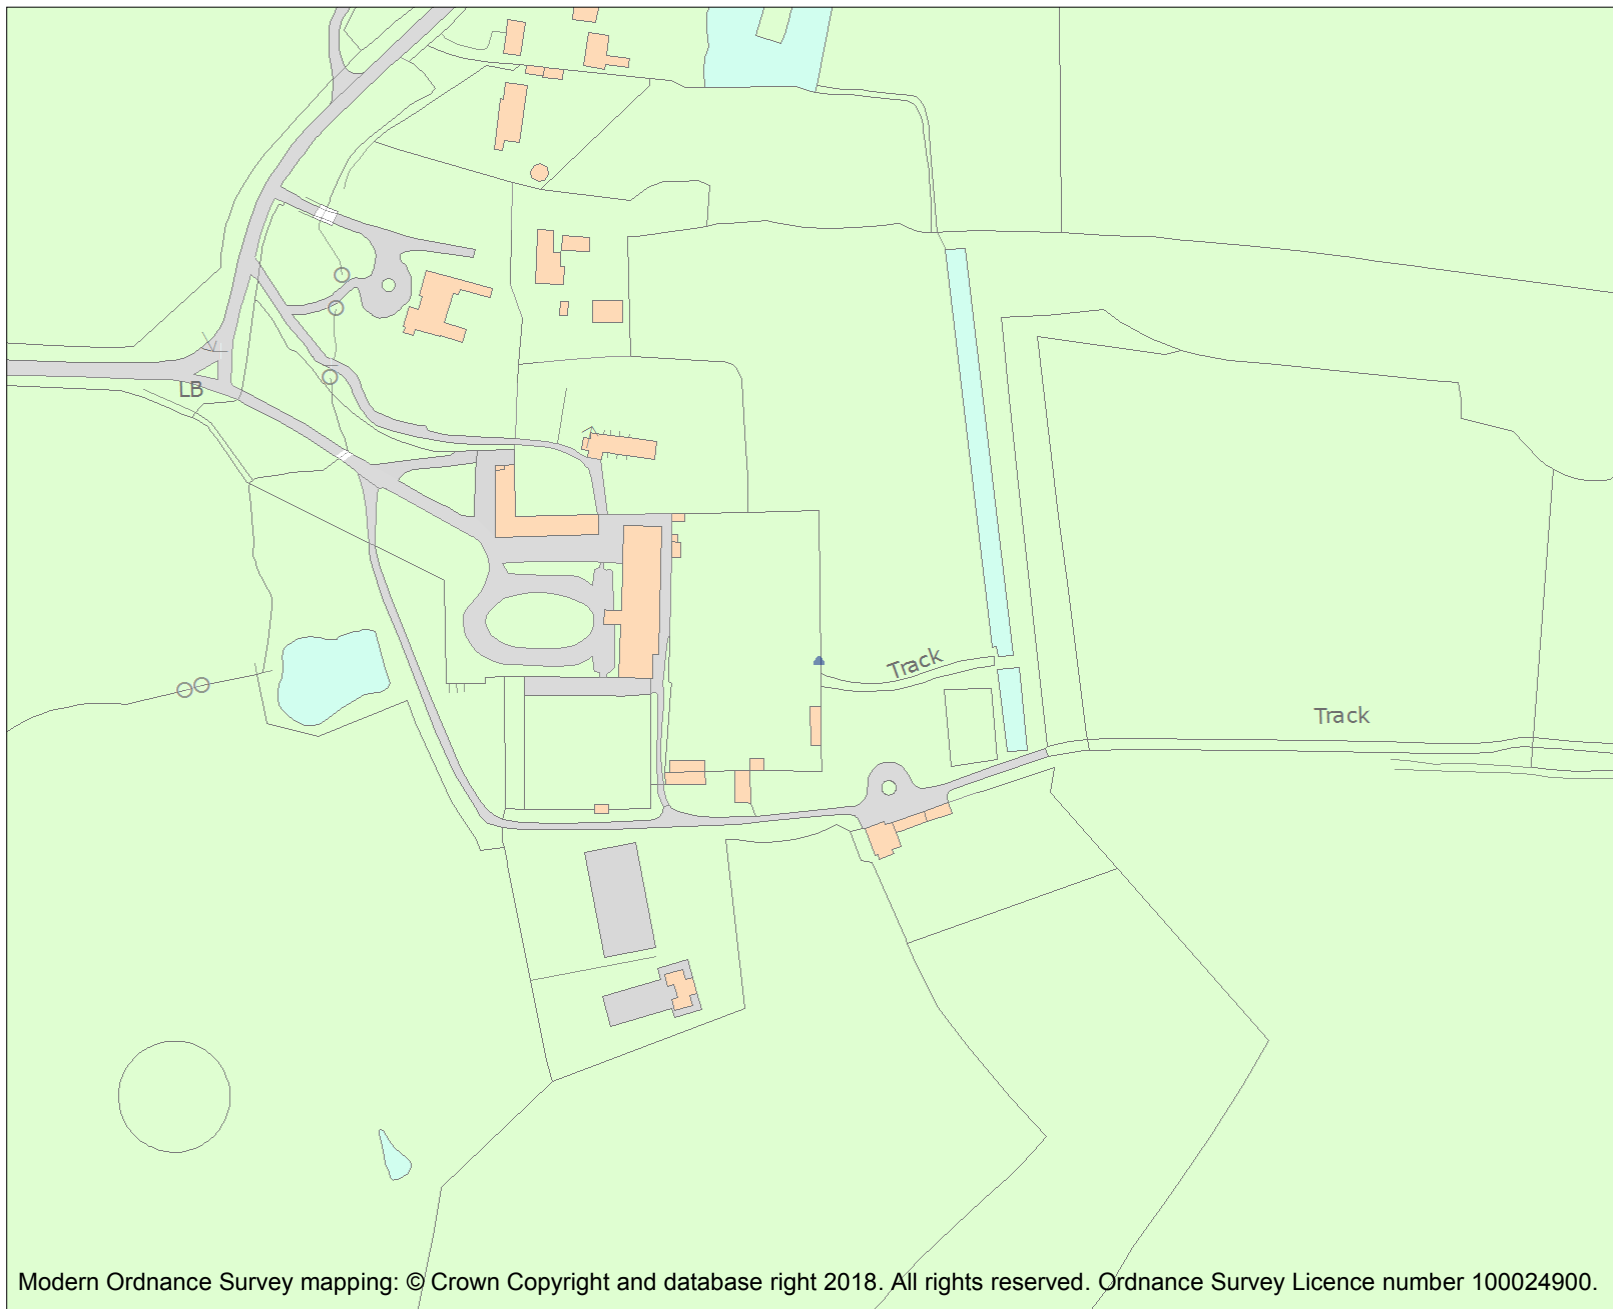 LB
Track
Track
Modern Ordnance Survey mapping: © Crown Copyright and database right 2018. All rights reserved. Ordnance Survey Licence number 100024900.